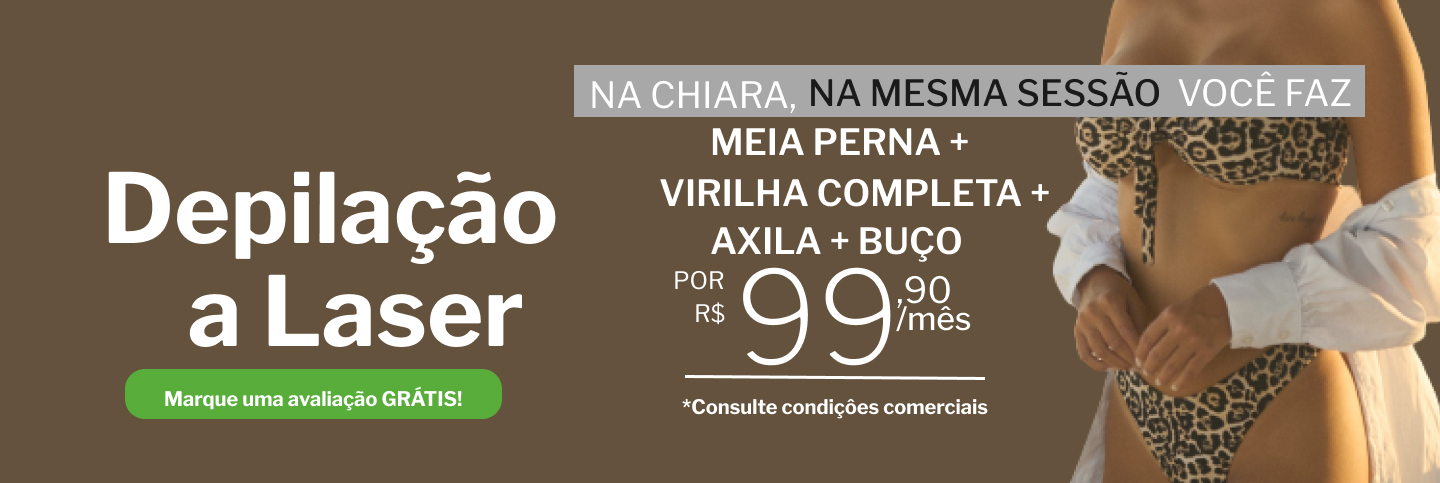 Depilação
a Laser
Marque uma avaliação GRÁTIS!
NA CHIARA, NA MESMA SESSÃO VOCÊ FAZ
MEIA PERNA +
VIRILHA COMPLETA +
AXILA + BUÇO
POR
R$ 99,90
/mês
*Consulte condições comerciais